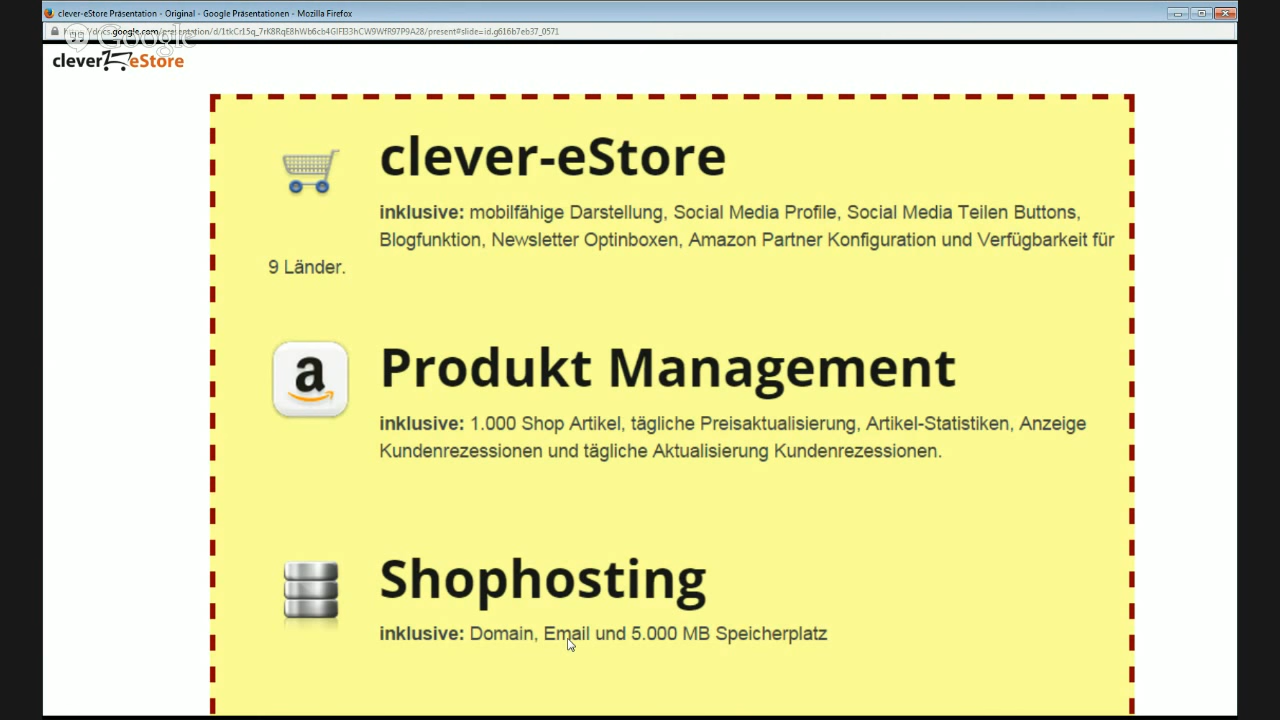 clever-eStore Präsentation - Original - Google Präsentationen - Mozilla Firefox
Google
clever eStore
clever-eStore
inklusive: mobilfähige Darstellung, Social Media Profile, Social Media Teilen Buttons,
Blogfunktion, Newsletter Optinboxen, Amazon Partner Konfiguration und Verfügbarkeit für
9 Länder.
a
Produkt Management
inklusive: 1.000 Shop Artikel, tägliche Preisaktualisierung, Artikel-Statistiken, Anzeige
Kundenrezessionen und tägliche Aktualisierung Kundenrezessionen.
Shophosting
inklusive: Domain, Email und 5.000 MB Speicherplatz